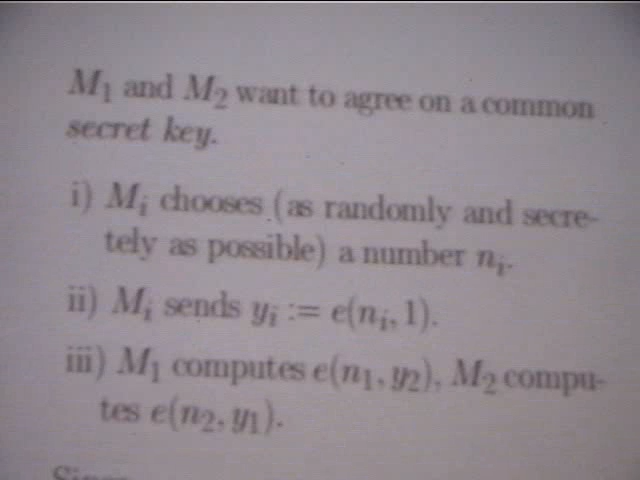 M₁ and M₂ want to agree on a common
secret key.
i) Mᵢ chooses (as randomly and secre-
tely as possible) a number nᵢ.
ii) Mᵢ sends yᵢ := e(nᵢ, 1).
iii) M₁ computes e(n₁, y₂), M₂ compu-
tes e(n₂, y₁).